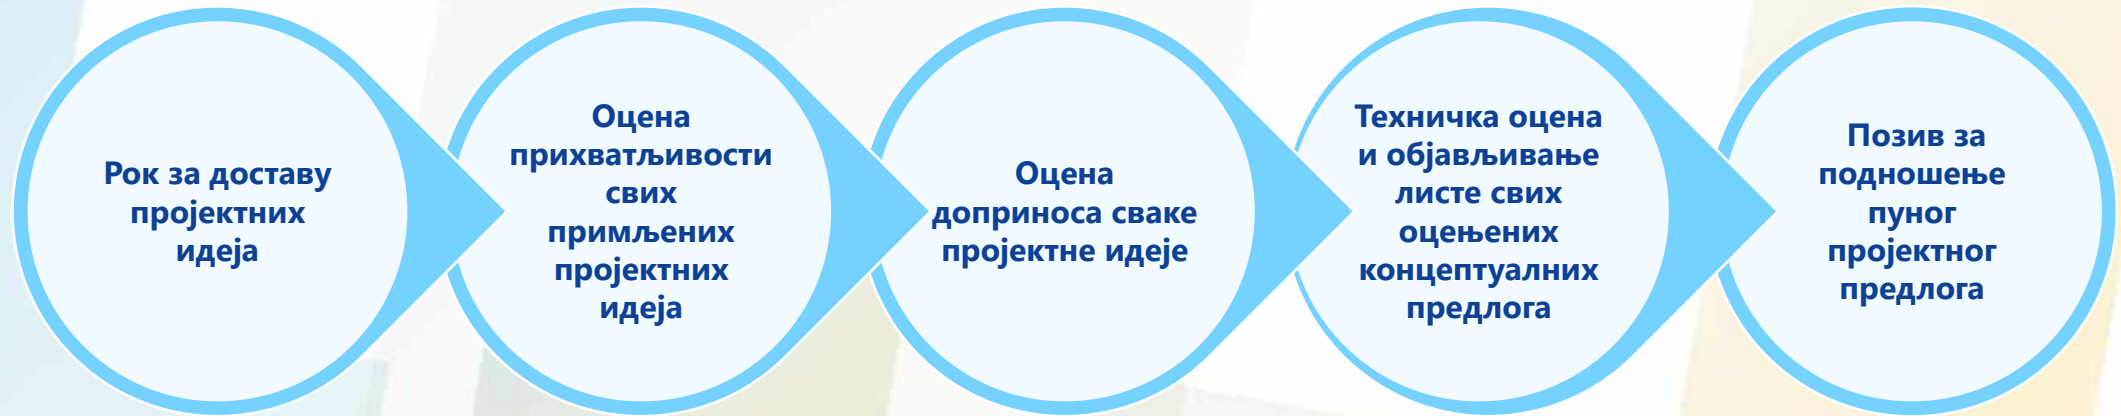 Рок за доставу
пројектних
идеја
Оцена
прихватљивости
свих
примљених
пројектних
идеја
Оцена
доприноса сваке
пројектне идеје
Техничка оцена
и објављивање
листе свих
оцењених
концептуалних
предлога
Позив за
подношење
пуног
пројектног
предлога